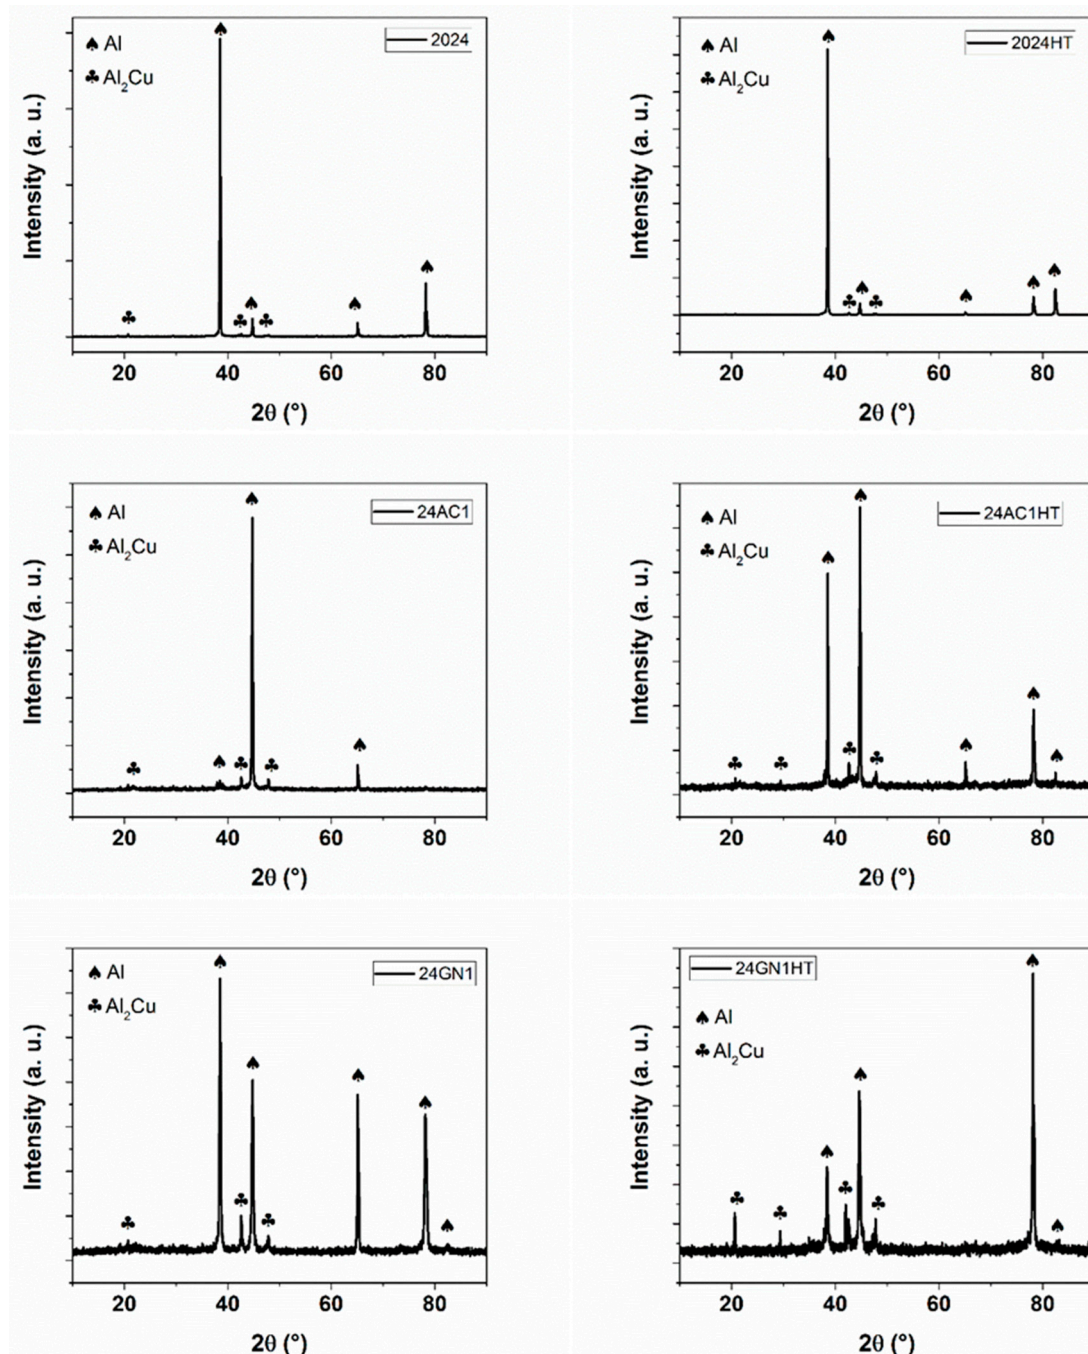 ♠ Al
♣ Al₂Cu
2024
Intensity (a. u.)
20 40 60 80
2θ (°)
♠ Al
♣ Al₂Cu
2024HT
Intensity (a. u.)
20 40 60 80
2θ (°)
♠ Al
♣ Al₂Cu
24AC1
Intensity (a. u.)
20 40 60 80
2θ (°)
♠ Al
♣ Al₂Cu
24AC1HT
Intensity (a. u.)
20 40 60 80
2θ (°)
♠ Al
♣ Al₂Cu
24GN1
Intensity (a. u.)
20 40 60 80
2θ (°)
24GN1HT
♠ Al
♣ Al₂Cu
Intensity (a. u.)
20 40 60 80
2θ (°)